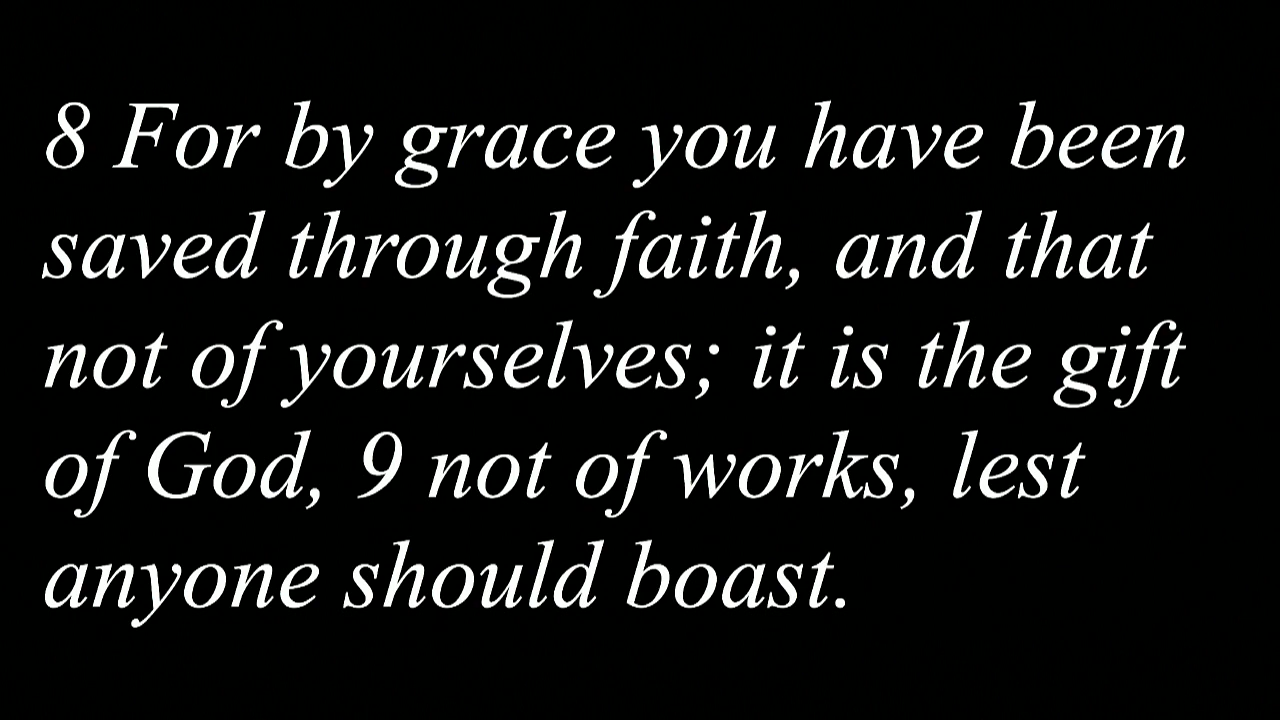 8 For by grace you have been
saved through faith, and that
not of yourselves; it is the gift
of God, 9 not of works, lest
anyone should boast.